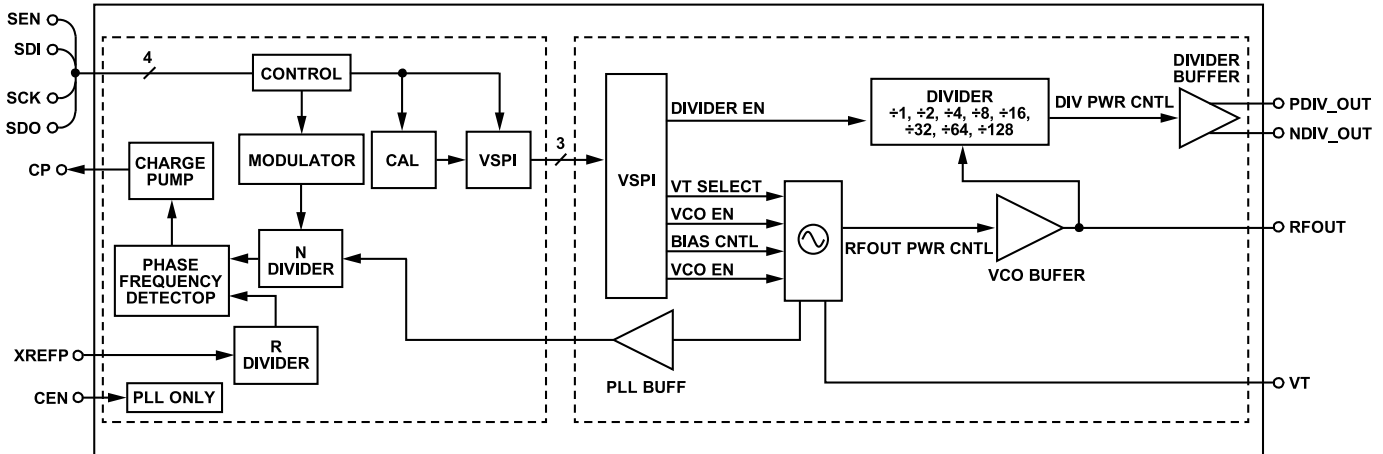 SEN
SDI
SCK
SDO
4
CONTROL
MODULATOR
CAL
VSPI
3
CP
CHARGE
PUMP
PHASE
FREQUENCY
DETECTOP
N
DIVIDER
R
DIVIDER
XREFP
CEN
PLL ONLY
VSPI
DIVIDER EN
VT SELECT
VCO EN
BIAS CNTL
VCO EN
PLL BUFF
DIVIDER
÷1, ÷2, ÷4, ÷8, ÷16,
÷32, ÷64, ÷128
DIV PWR CNTL
DIVIDER
BUFFER
PDIV_OUT
NDIV_OUT
RFOUT PWR CNTL
VCO BUFER
RFOUT
VT